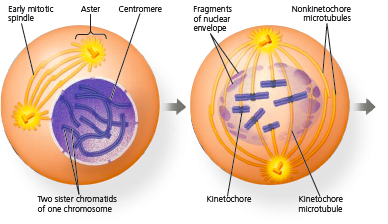 Early mitotic
spindle
Aster
Centromere
Fragments
of nuclear
envelope
Nonkinetochore
microtubules
Two sister chromatids
of one chromosome
Kinetochore
Kinetochore
microtubule